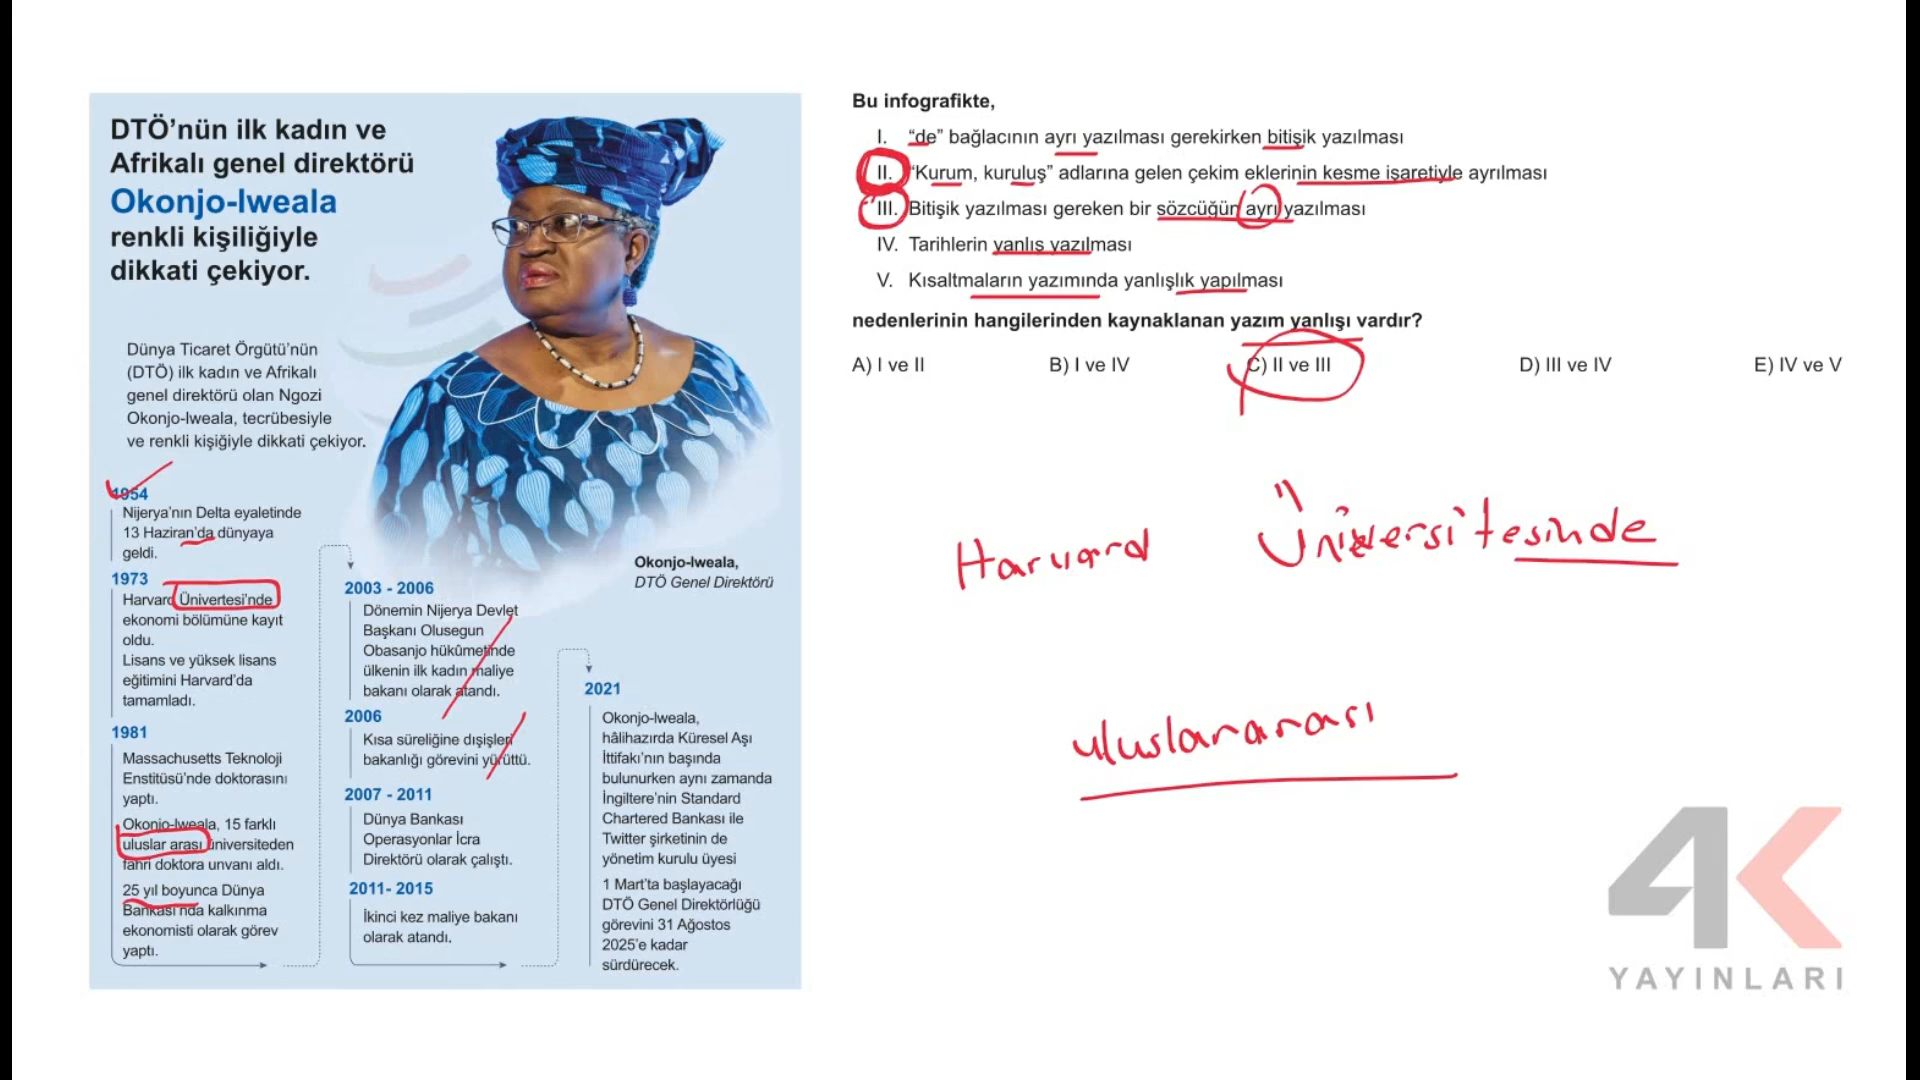 DTÖ’nün ilk kadın ve
Afrikalı genel direktörü
Okonjo-Iweala
renkli kişiliğiyle
dikkati çekiyor.
Dünya Ticaret Örgütü’nün
(DTÖ) ilk kadın ve Afrikalı
genel direktörü olan Ngozi
Okonjo-Iweala, tecrübesiyle
ve renkli kişiğiyle dikkati çekiyor.
1954
Nijerya’nın Delta eyaletinde
13 Haziran’da dünyaya
geldi.
1973
Harvard Ünivertesi’nde
ekonomi bölümüne kayıt
oldu.
Lisans ve yüksek lisans
eğitimini Harvard’da
tamamladı.
1981
Massachusetts Teknoloji
Enstitüsü’nde doktorasını
yaptı.
Okonjo-Iweala, 15 farklı
uluslar arası üniversiteden
fahri doktora unvanı aldı.
25 yıl boyunca Dünya
Bankası’nda kalkınma
ekonomisti olarak görev
yaptı.
2003 - 2006
Dönemin Nijerya Devlet
Başkanı Olusegun
Obasanjo hükûmetinde
ülkenin ilk kadın maliye
bakanı olarak atandı.
2006
Kısa süreliğine dışişleri
bakanlığı görevini yürüttü.
2007 - 2011
Dünya Bankası
Operasyonlar İcra
Direktörü olarak çalıştı.
2011- 2015
İkinci kez maliye bakanı
olarak atandı.
Okonjo-Iweala,
DTÖ Genel Direktörü
2021
Okonjo-Iweala,
hâlihazırda Küresel Aşı
İttifakı’nın başında
bulunurken aynı zamanda
İngiltere’nin Standard
Chartered Bankası ile
Twitter şirketinin de
yönetim kurulu üyesi
1 Mart’ta başlayacağı
DTÖ Genel Direktörlüğü
görevini 31 Ağostos
2025’e kadar
sürdürecek.
Bu infografikte,
I. “de” bağlacının ayrı yazılması gerekirken bitişik yazılması
II. “Kurum, kuruluş” adlarına gelen çekim eklerinin kesme işaretiyle ayrılması
III. Bitişik yazılması gereken bir sözcüğün ayrı yazılması
IV. Tarihlerin yanlış yazılması
V. Kısaltmaların yazımında yanlışlık yapılması
nedenlerinin hangilerinden kaynaklanan yazım yanlışı vardır?
A) I ve II B) I ve IV C) II ve III D) III ve IV E) IV ve V
Harvard Üniversitesinde
uluslararası
4K
YAYINLARI